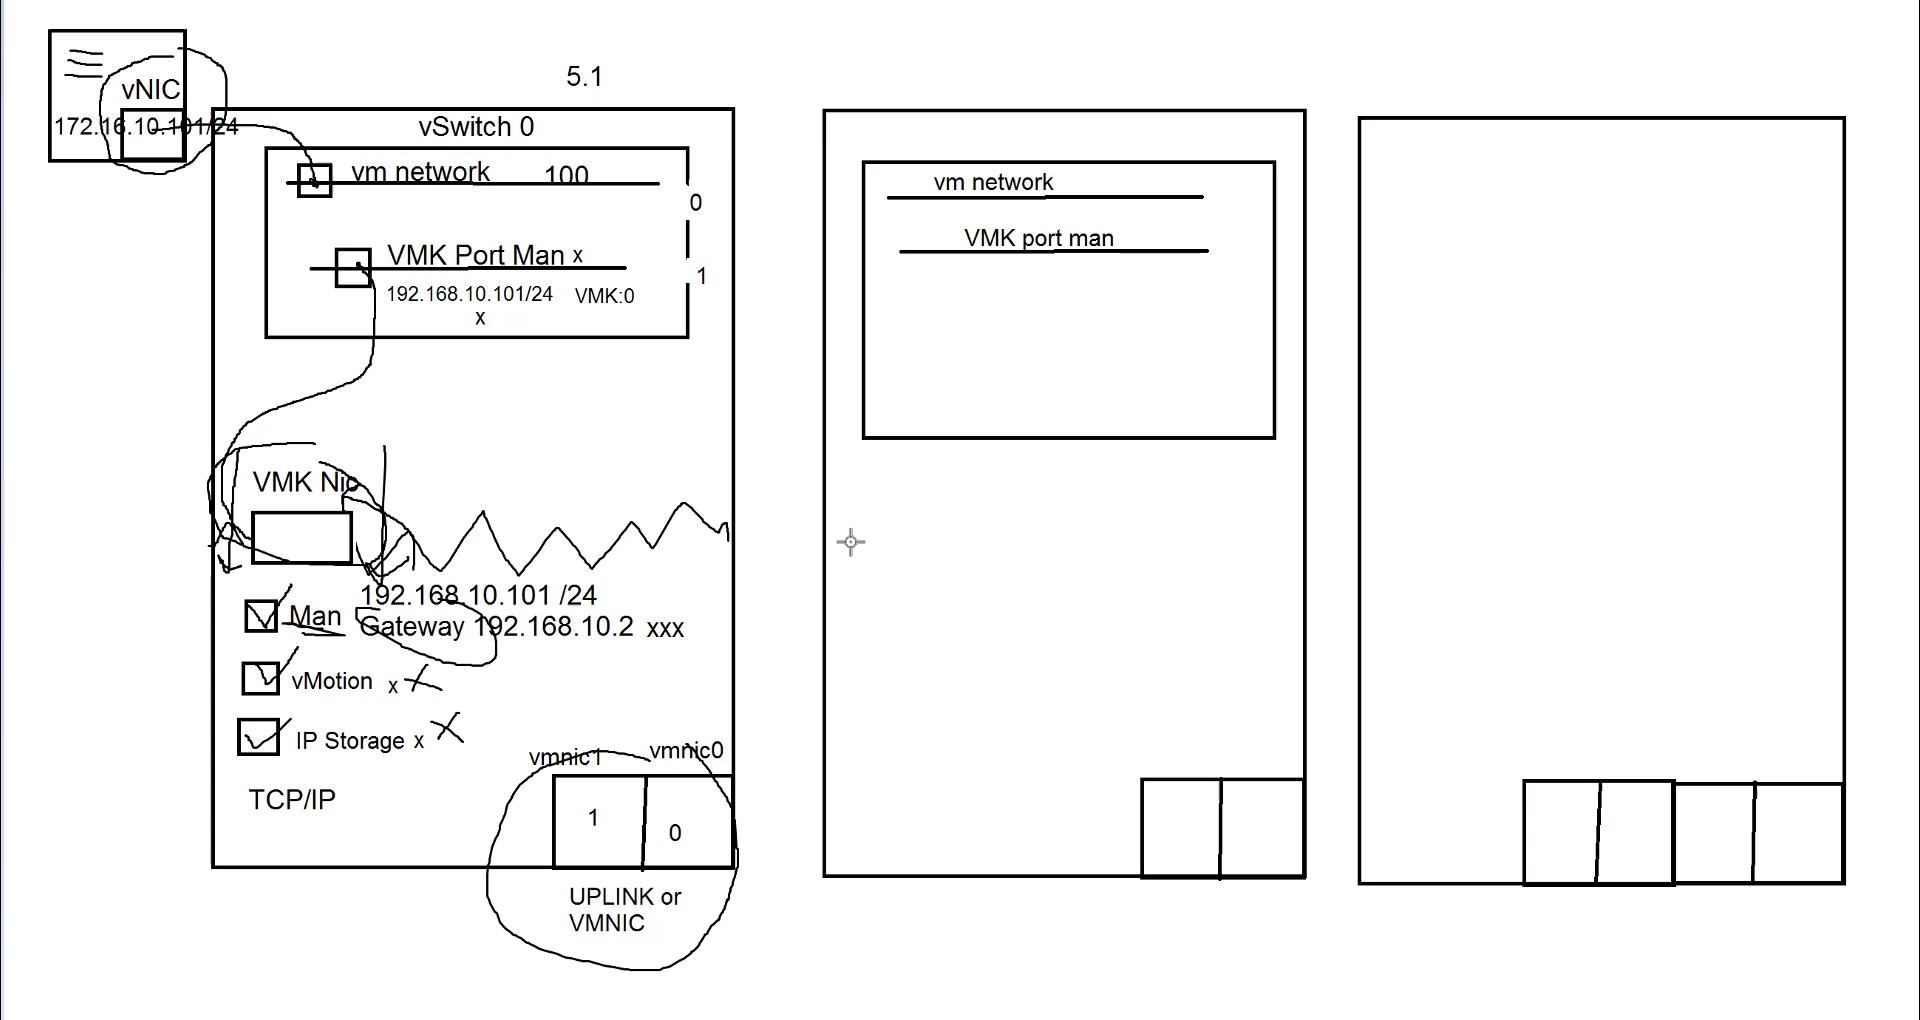 5.1
vNIC
172.16.10.101/24
vSwitch 0
vm network 100
0
VMK Port Man x
1
192.168.10.101/24 VMK:0
x
VMK Nic
192.168.10.101 /24
Man
Gateway 192.168.10.2 xxx
vMotion x
IP Storage x
vmnic1 vmnic0
TCP/IP
1
0
UPLINK or
VMNIC
vm network
VMK port man